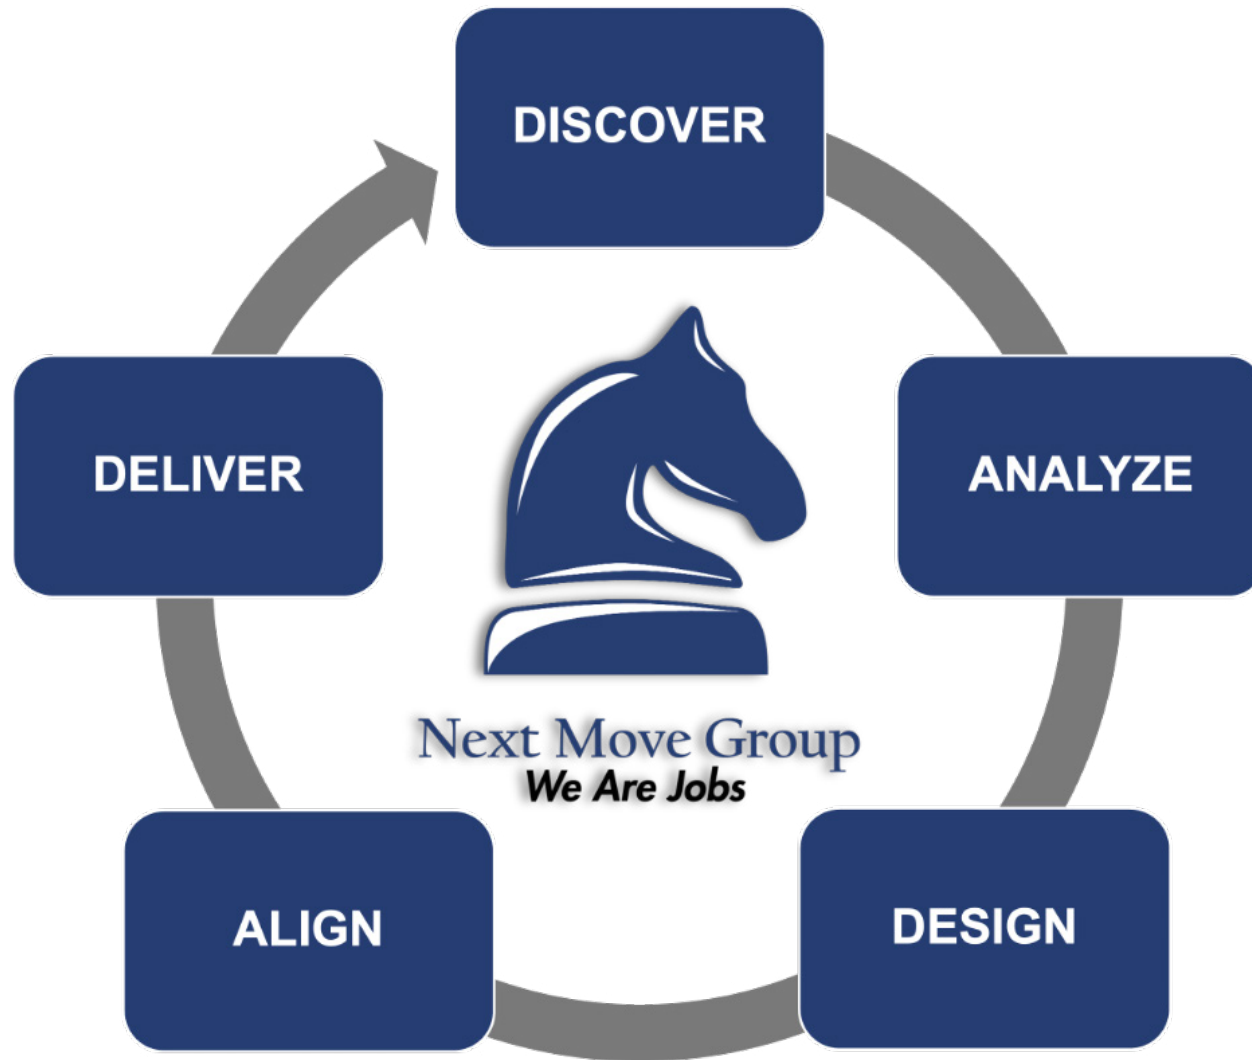 DISCOVER
ANALYZE
DESIGN
ALIGN
DELIVER
Next Move Group
We Are Jobs